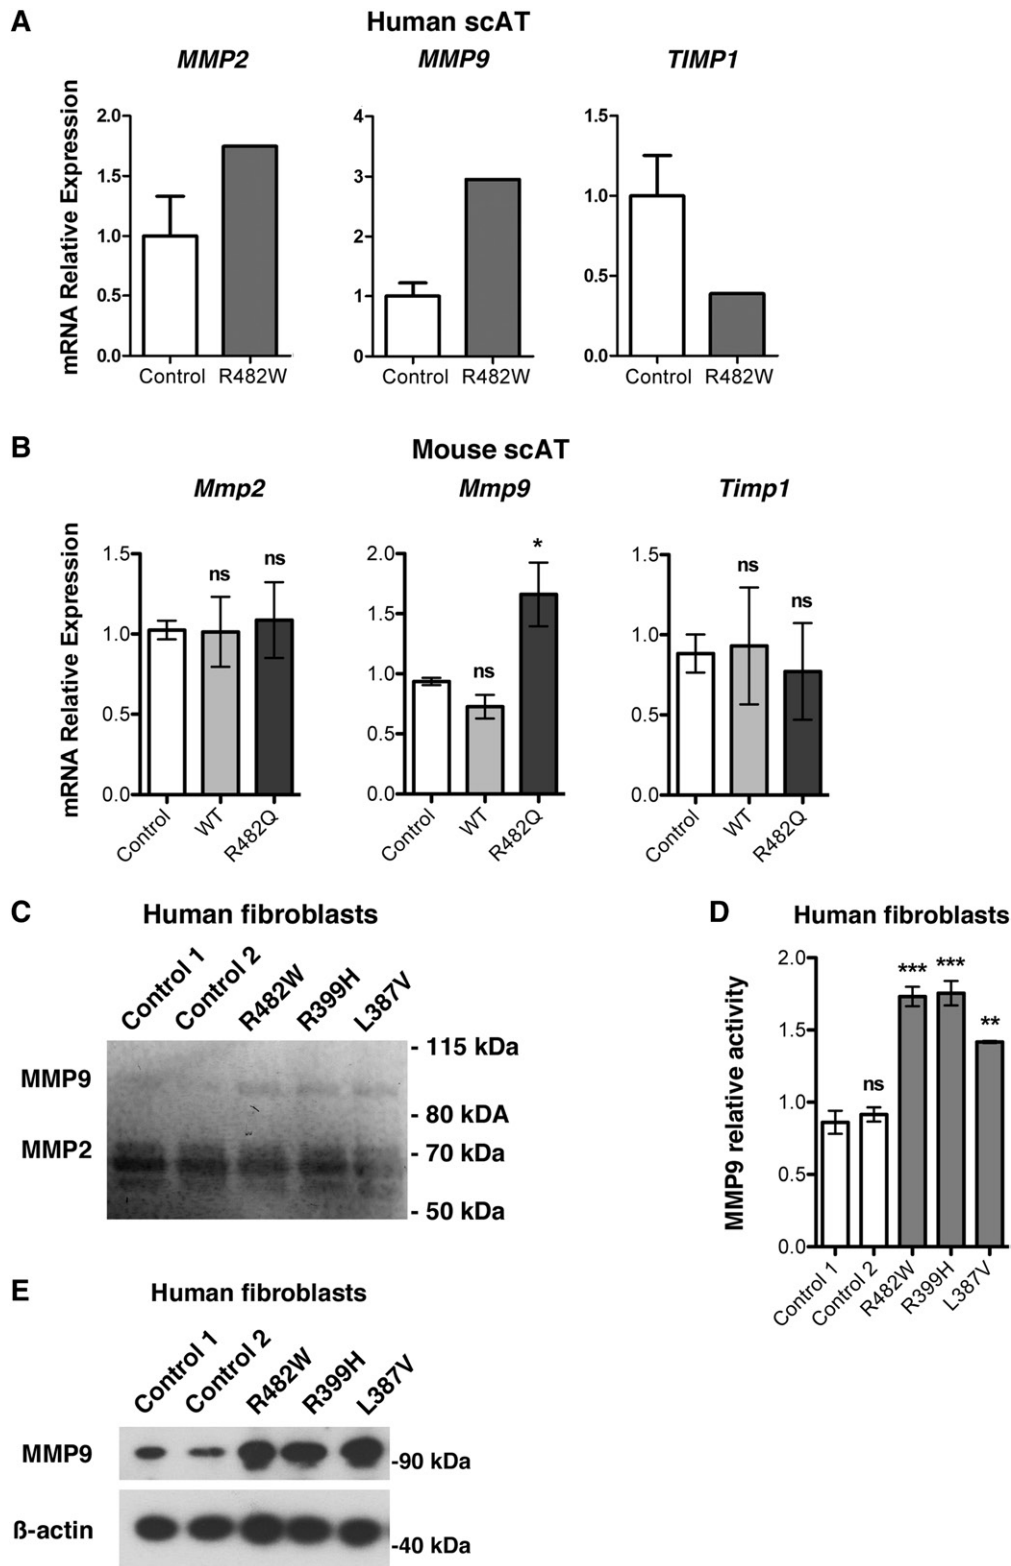 A
Human scAT
MMP2 MMP9 TIMP1
mRNA Relative Expression
2.0
1.5
1.0
0.5
0.0
Control R482W
4
3
2
1
0
Control R482W
1.5
1.0
0.5
0.0
Control R482W
B
Mouse scAT
Mmp2 Mmp9 Timp1
mRNA Relative Expression
1.5
1.0
0.5
0.0
ns ns
Control WT R482Q
2.0
1.5
1.0
0.5
0.0
ns *
Control WT R482Q
1.5
1.0
0.5
0.0
ns ns
Control WT R482Q
C
Human fibroblasts
Control 1 Control 2 R482W R399H L387V
MMP9
MMP2
- 115 kDa
- 80 kDA
- 70 kDa
- 50 kDa
D
Human fibroblasts
MMP9 relative activity
2.0
1.5
1.0
0.5
0.0
ns *** *** **
Control 1 Control 2 R482W R399H L387V
E
Human fibroblasts
Control 1 Control 2 R482W R399H L387V
MMP9
-90 kDa
ß-actin
-40 kDa